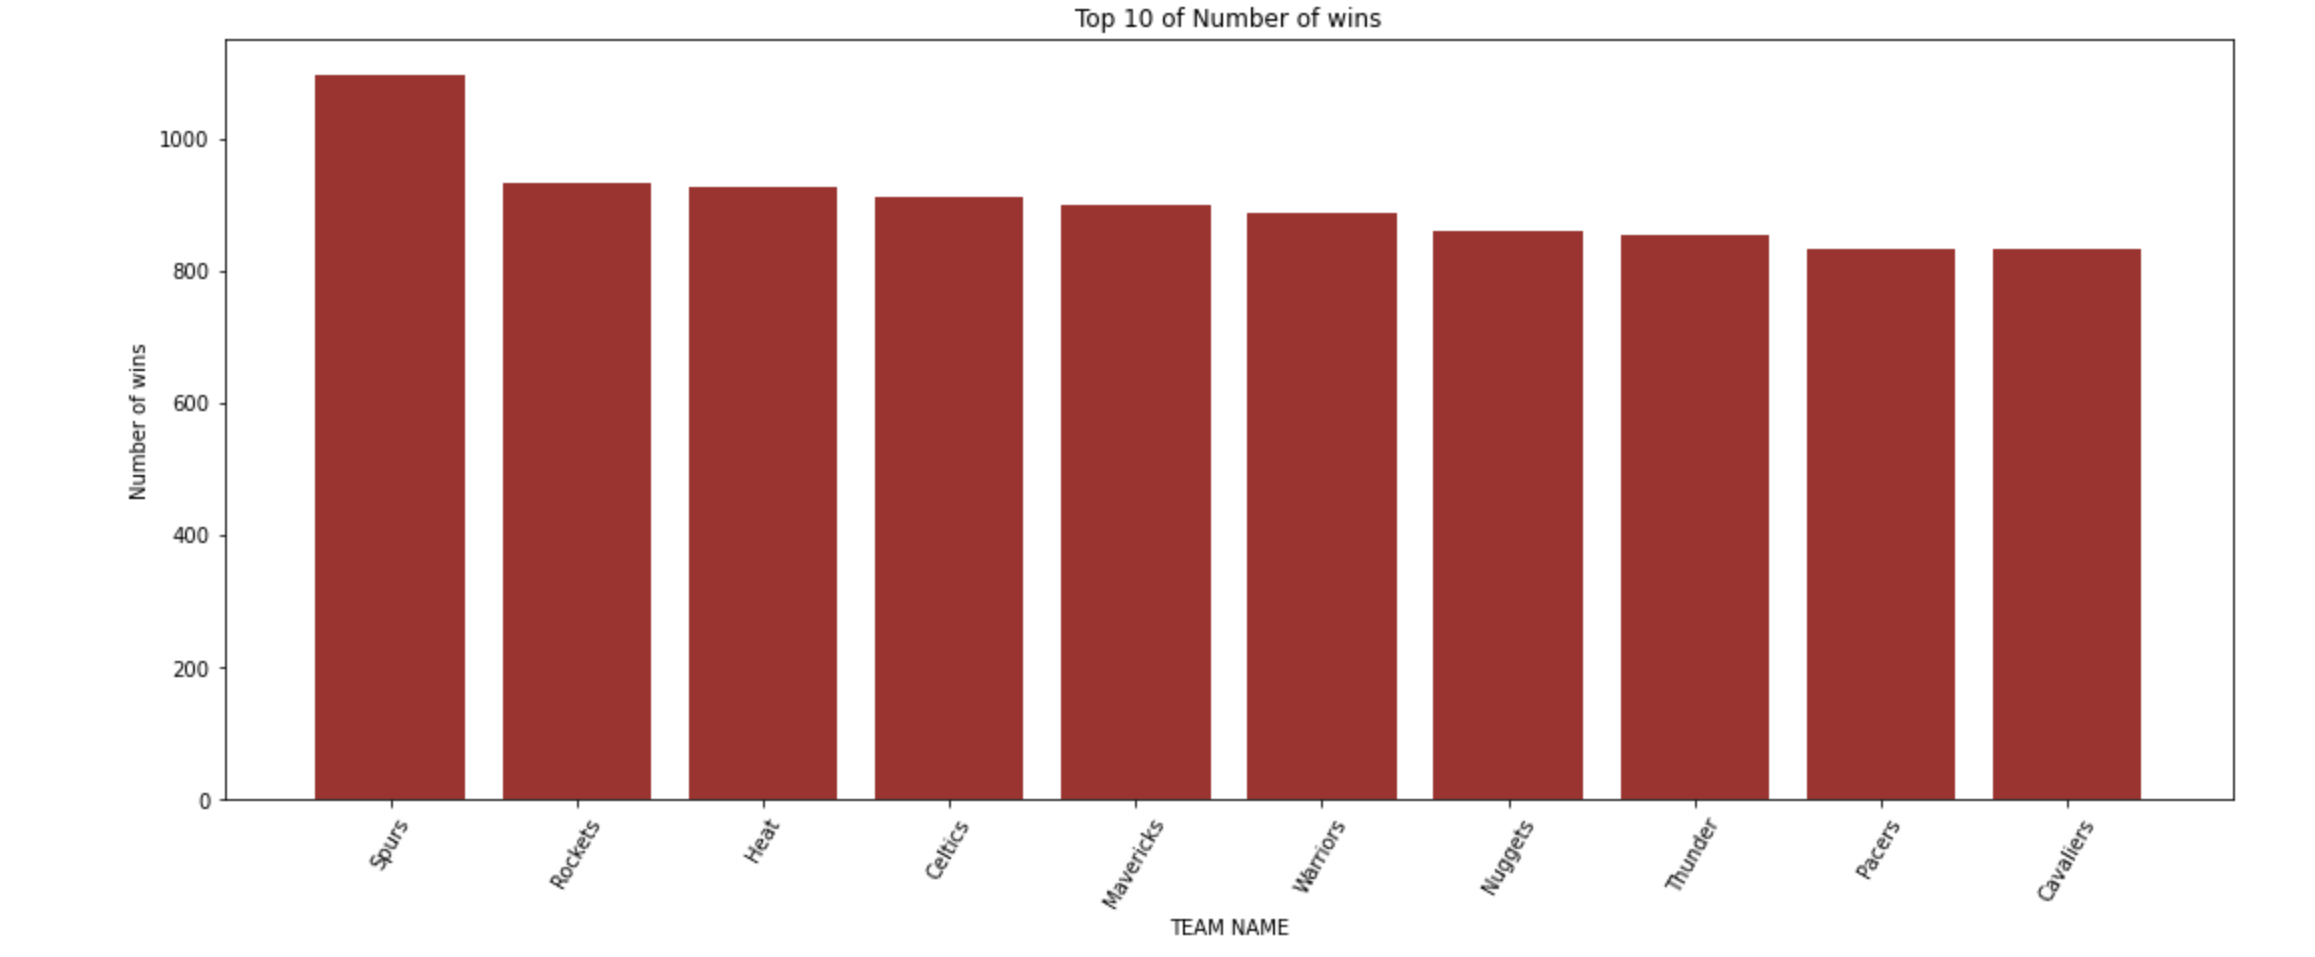 Top 10 of Number of wins
Number of wins
1000
800
600
400
200
0
Spurs
Rockets
Heat
Celtics
Mavericks
Warriors
Nuggets
Thunder
Pacers
Cavaliers
TEAM NAME